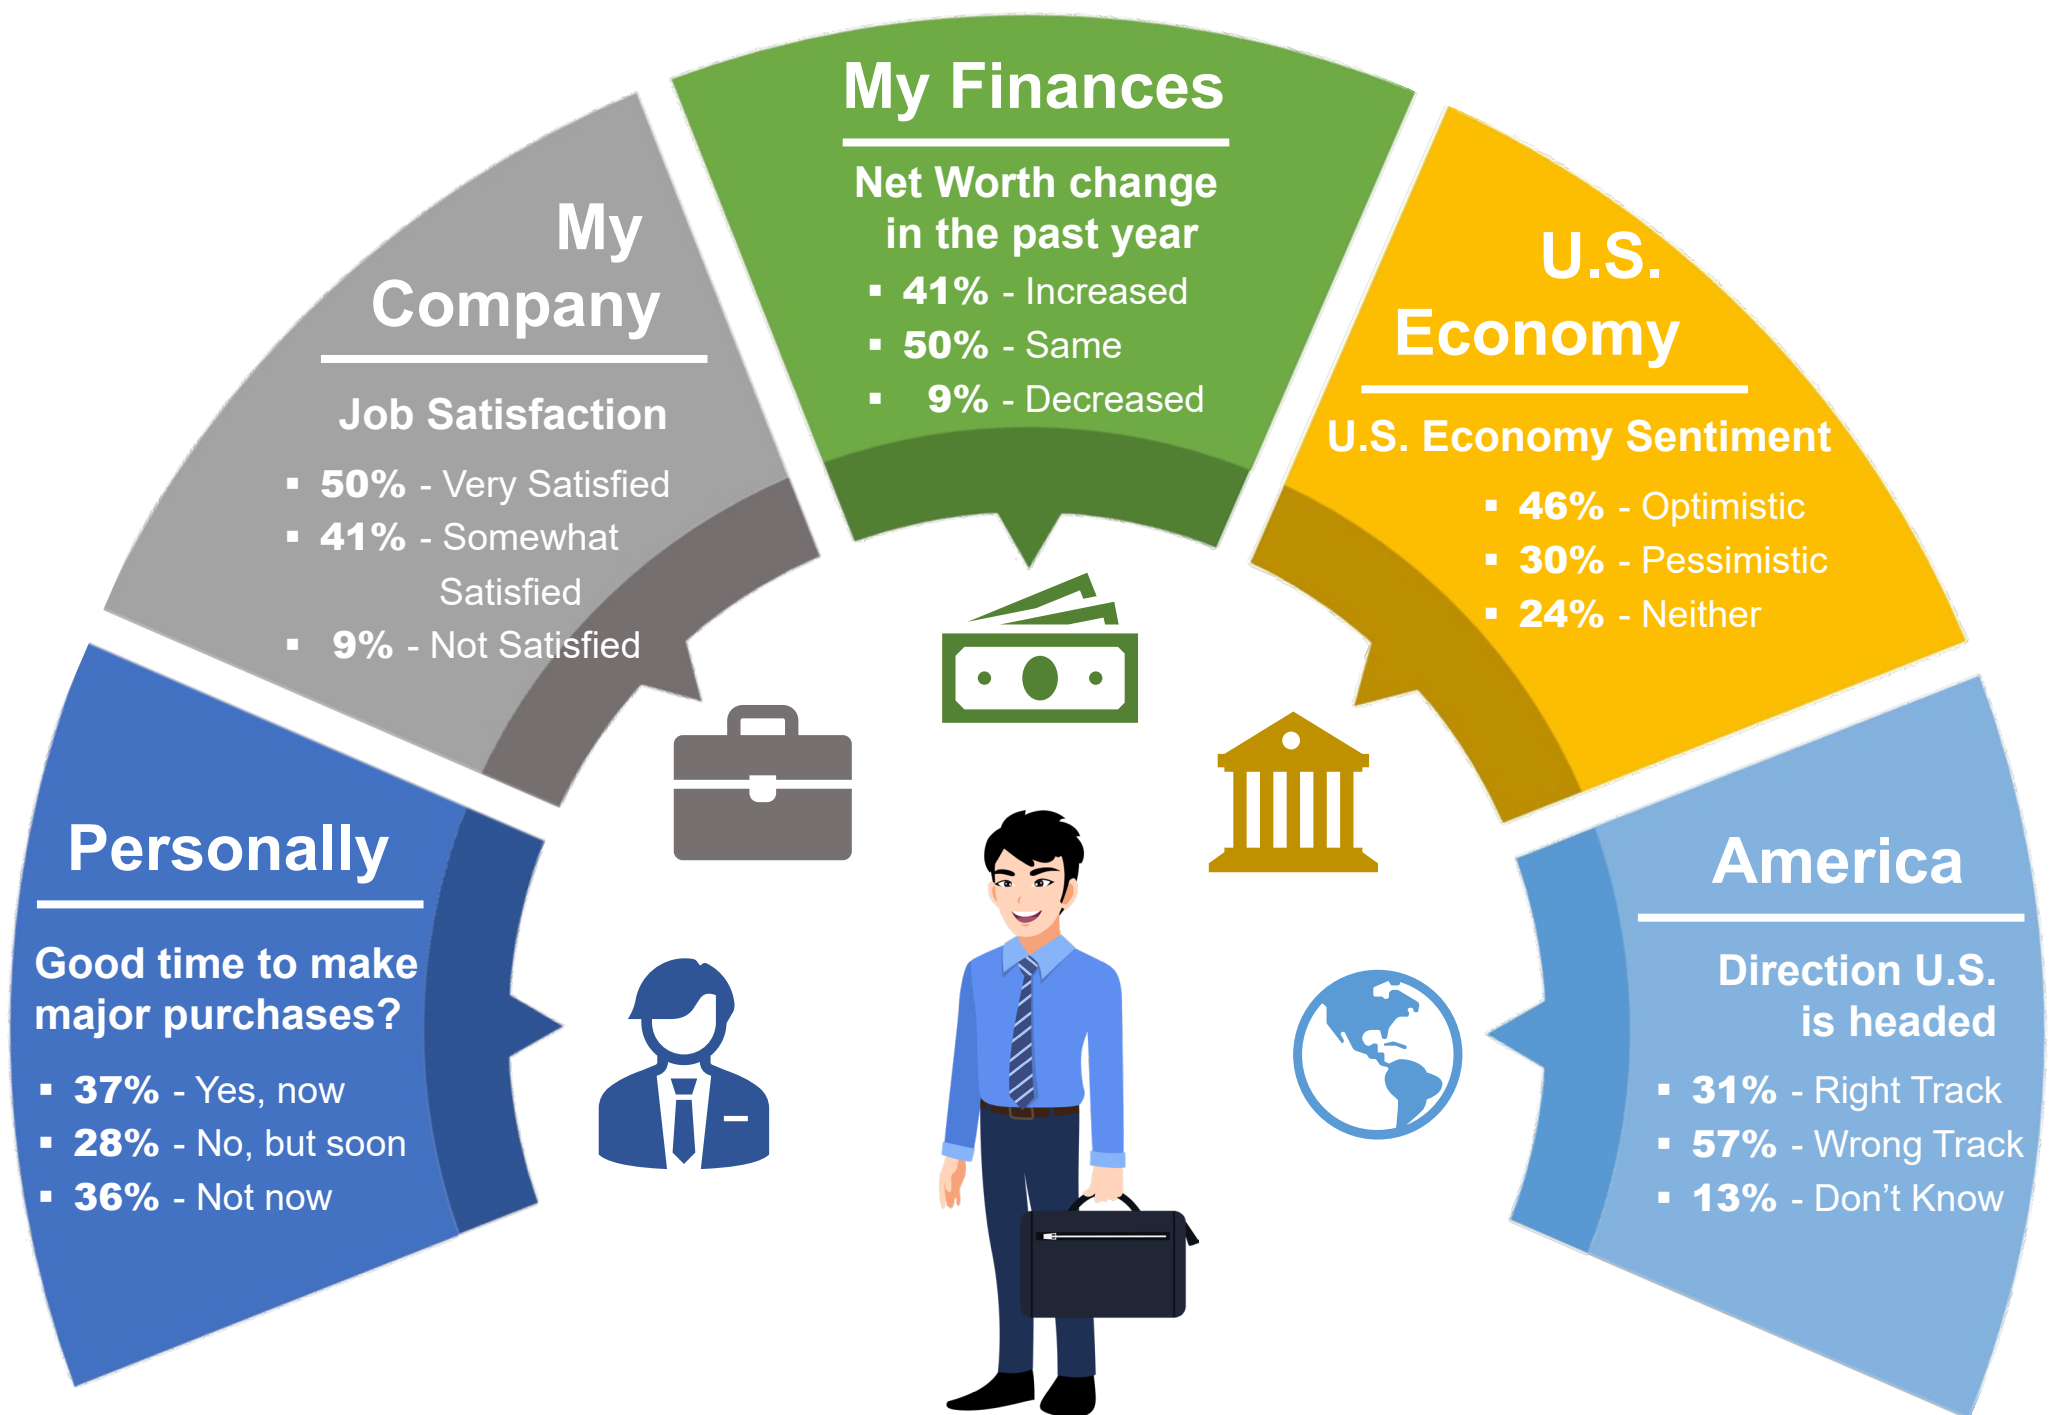 My Finances
Net Worth change
in the past year
▪ 41% - Increased
▪ 50% - Same
▪ 9% - Decreased
My
Company
Job Satisfaction
▪ 50% - Very Satisfied
▪ 41% - Somewhat
Satisfied
▪ 9% - Not Satisfied
U.S.
Economy
U.S. Economy Sentiment
▪ 46% - Optimistic
▪ 30% - Pessimistic
▪ 24% - Neither
Personally
Good time to make
major purchases?
▪ 37% - Yes, now
▪ 28% - No, but soon
▪ 36% - Not now
America
Direction U.S.
is headed
▪ 31% - Right Track
▪ 57% - Wrong Track
▪ 13% - Don’t Know